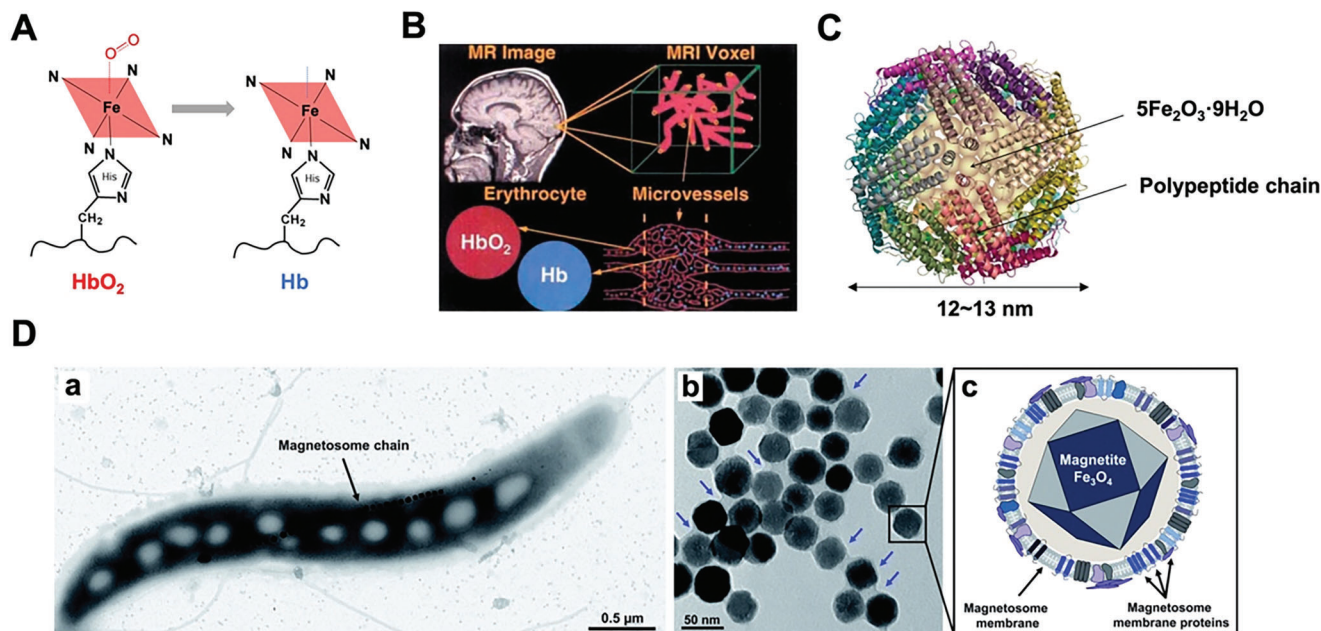 A
O
O
N
N
Fe
N
N
N
His
N
CH₂
HbO₂
N
N
Fe
N
N
N
His
N
CH₂
Hb
B
MR Image
MRI Voxel
Erythrocyte
Microvessels
HbO₂
Hb
C
5Fe₂O₃·9H₂O
Polypeptide chain
12~13 nm
D
a
Magnetosome chain
0.5 µm
b
50 nm
c
Magnetite
Fe₃O₄
Magnetosome
membrane
Magnetosome
membrane proteins